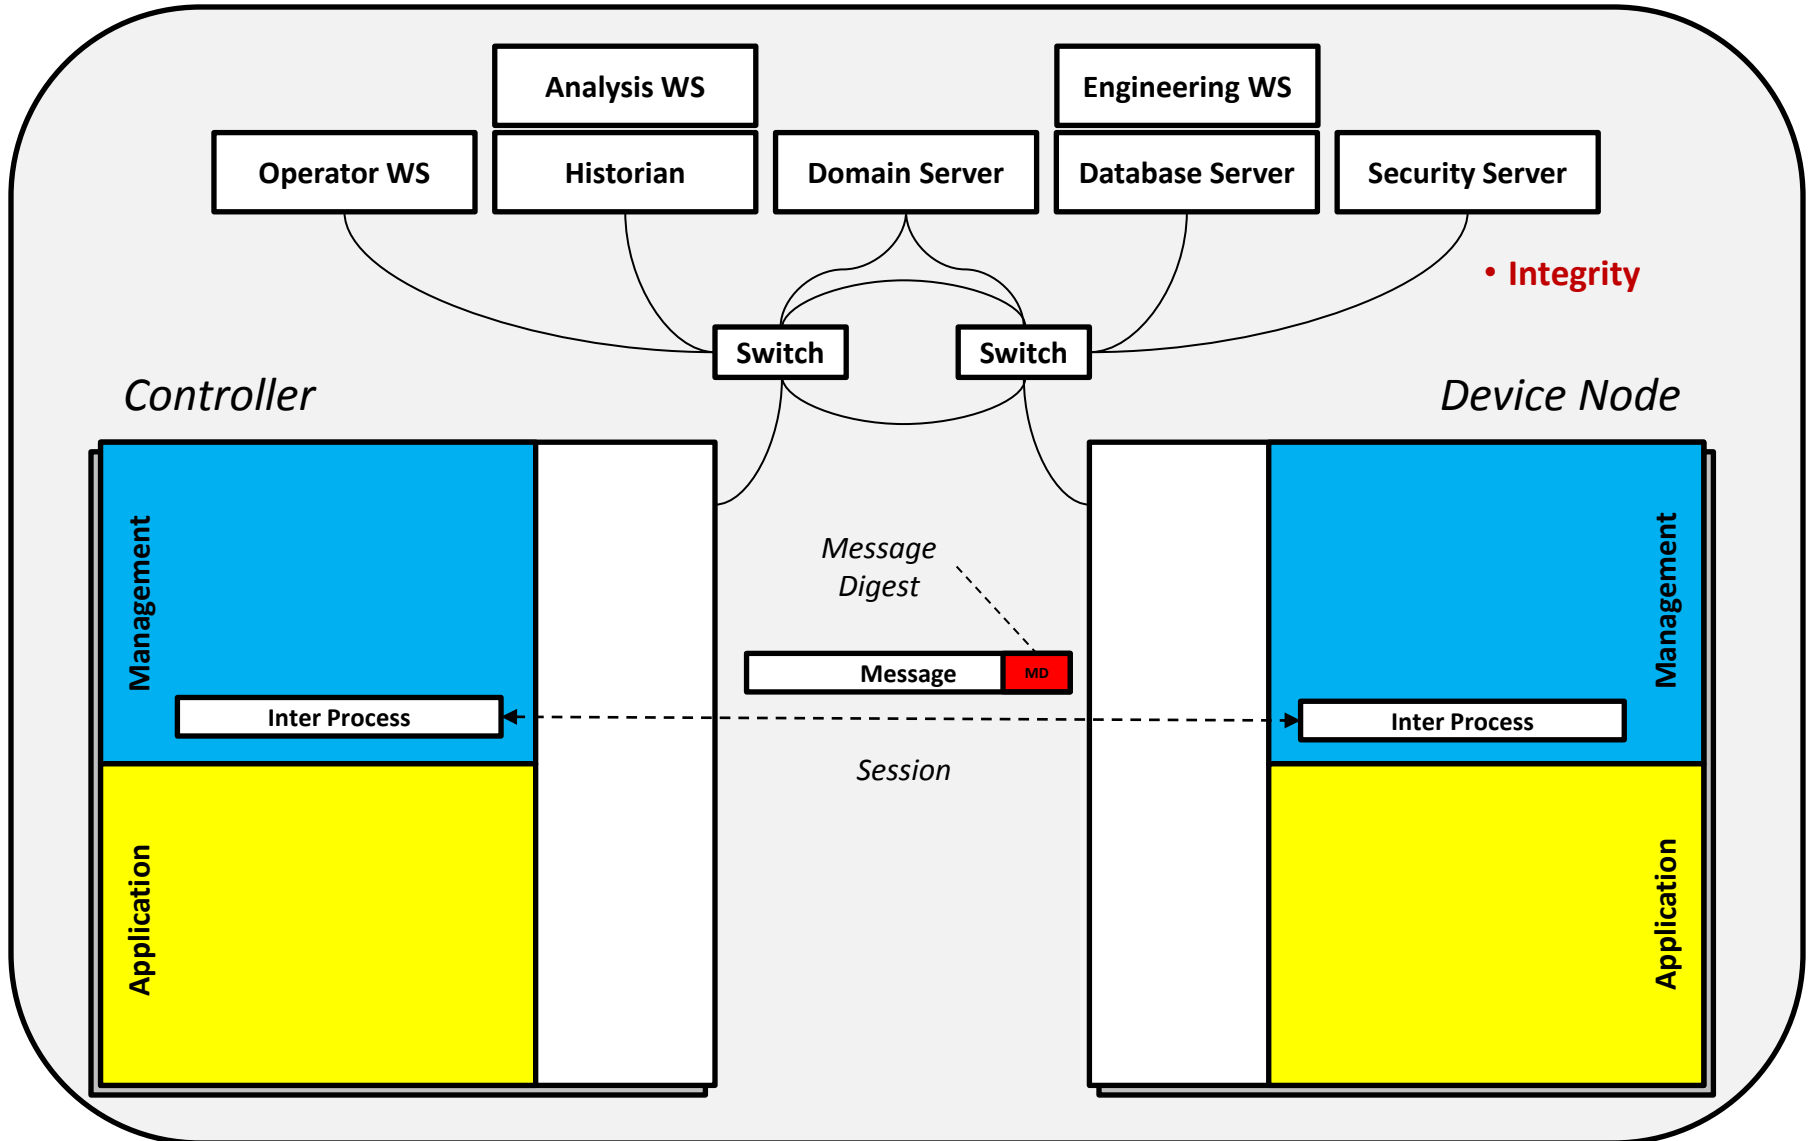 Analysis WS
Engineering WS
Operator WS
Historian
Domain Server
Database Server
Security Server
• Integrity
Switch
Switch
Controller
Device Node
Management
Management
Message
Digest
Message
MD
Inter Process
Inter Process
Session
Application
Application